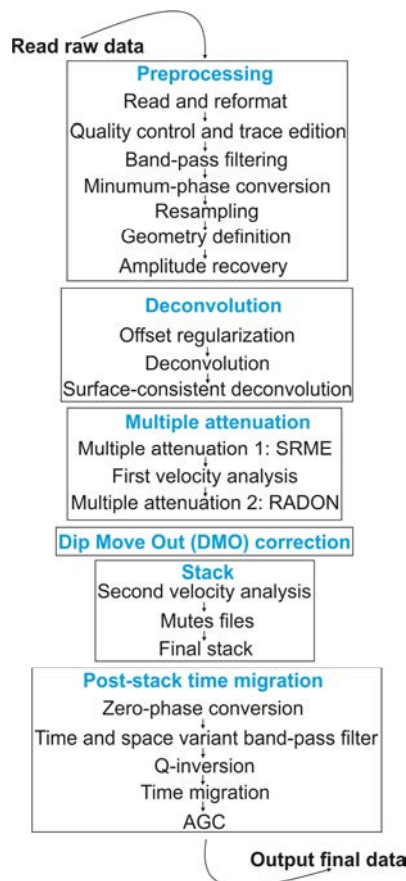 Read raw data
Preprocessing
Read and reformat
Quality control and trace edition
Band-pass filtering
Minumum-phase conversion
Resampling
Geometry definition
Amplitude recovery
Deconvolution
Offset regularization
Deconvolution
Surface-consistent deconvolution
Multiple attenuation
Multiple attenuation 1: SRME
First velocity analysis
Multiple attenuation 2: RADON
Dip Move Out (DMO) correction
Stack
Second velocity analysis
Mutes files
Final stack
Post-stack time migration
Zero-phase conversion
Time and space variant band-pass filter
Q-inversion
Time migration
AGC
Output final data